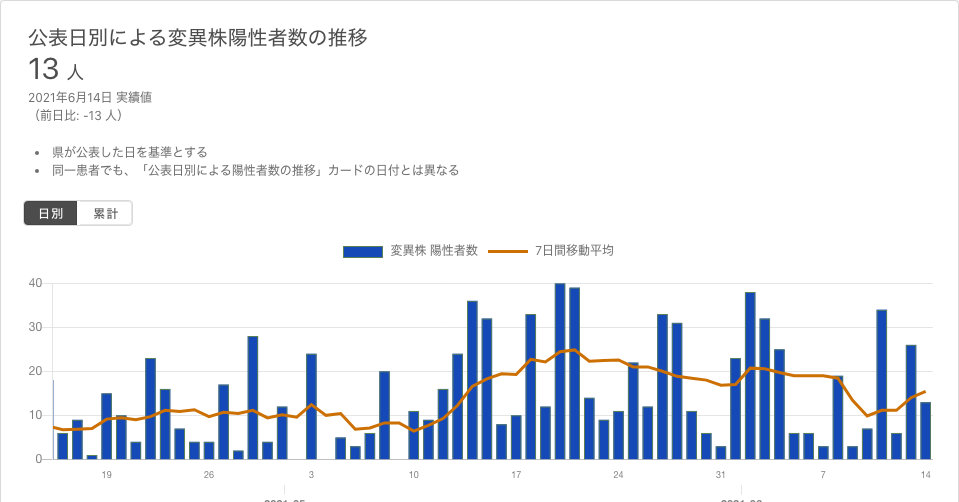 公表日別による変異株陽性者数の推移
13 人
2021年6月14日 実績値
（前日比: -13 人）
• 県が公表した日を基準とする
• 同一患者でも、「公表日別による陽性者数の推移」カードの日付とは異なる
日別 累計
変異株 陽性者数 7日間移動平均
40
30
20
10
0
19 26 3 10 17 24 31 7 14